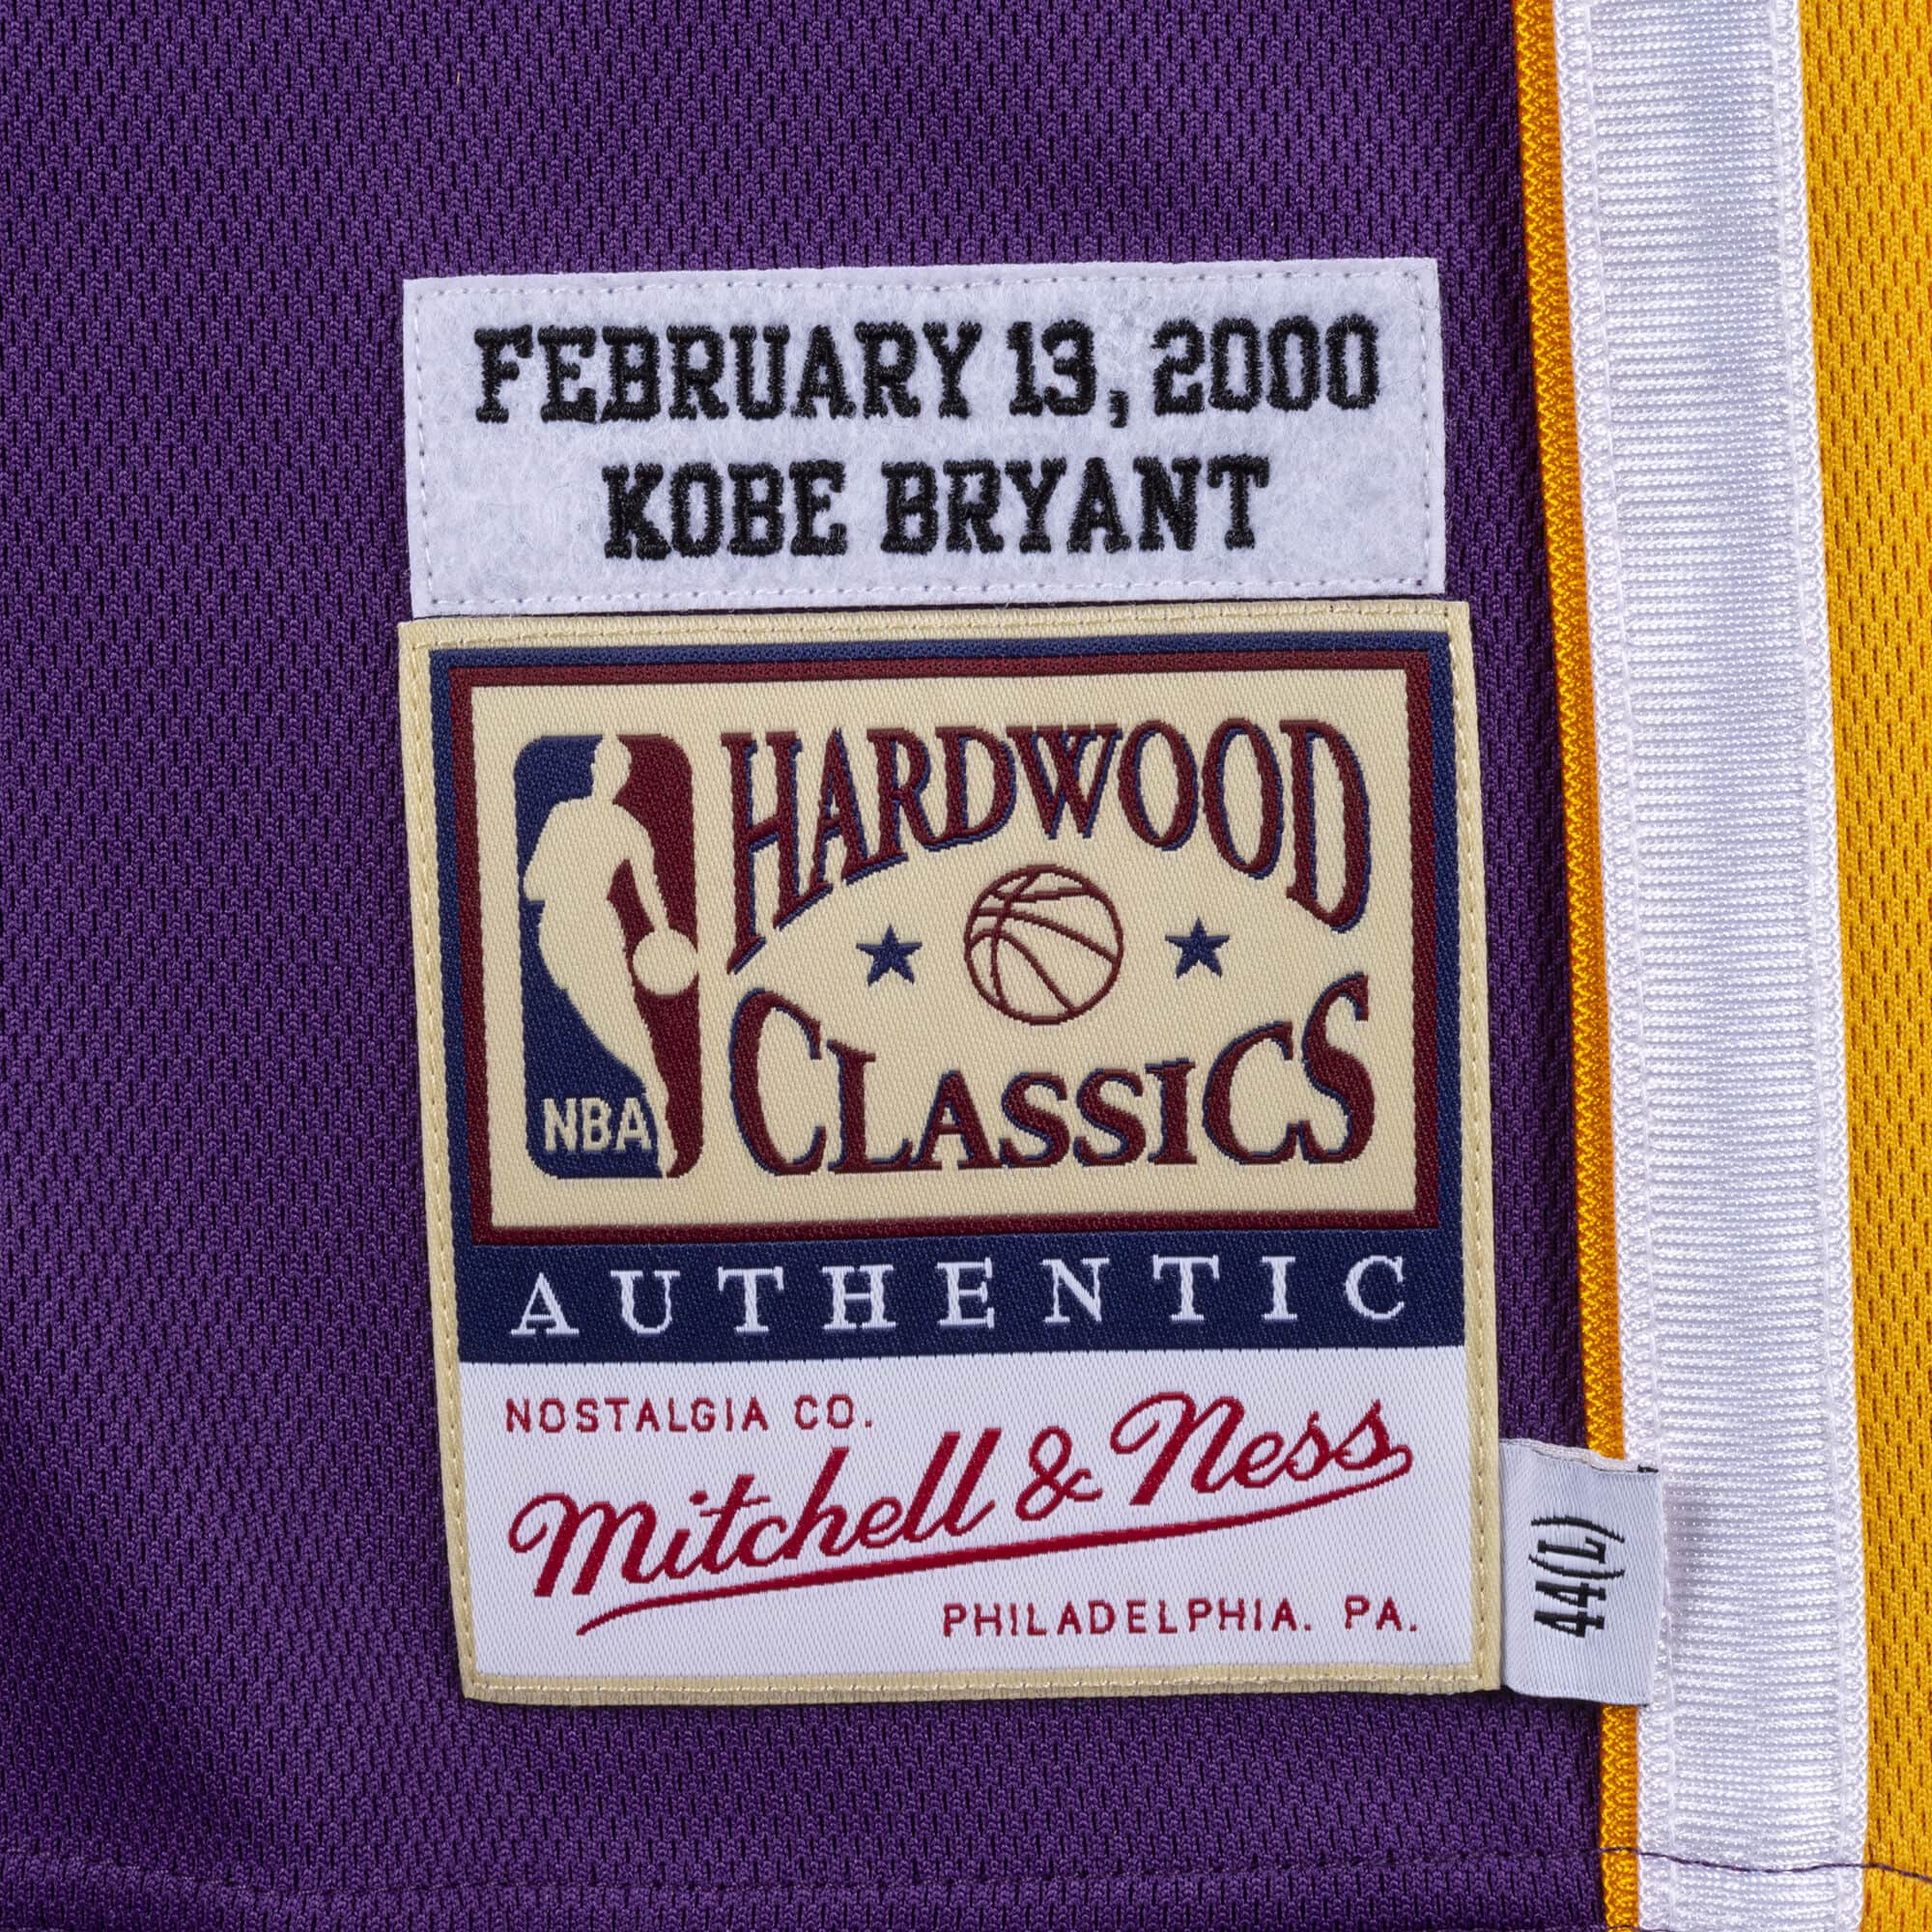 FEBRUARY 13, 2000
KOBE BRYANT
HARDWOOD
CLASSICS
NBA
AUTHENTIC
NOSTALGIA CO.
Mitchell & Ness
PHILADELPHIA. PA.
44(L)